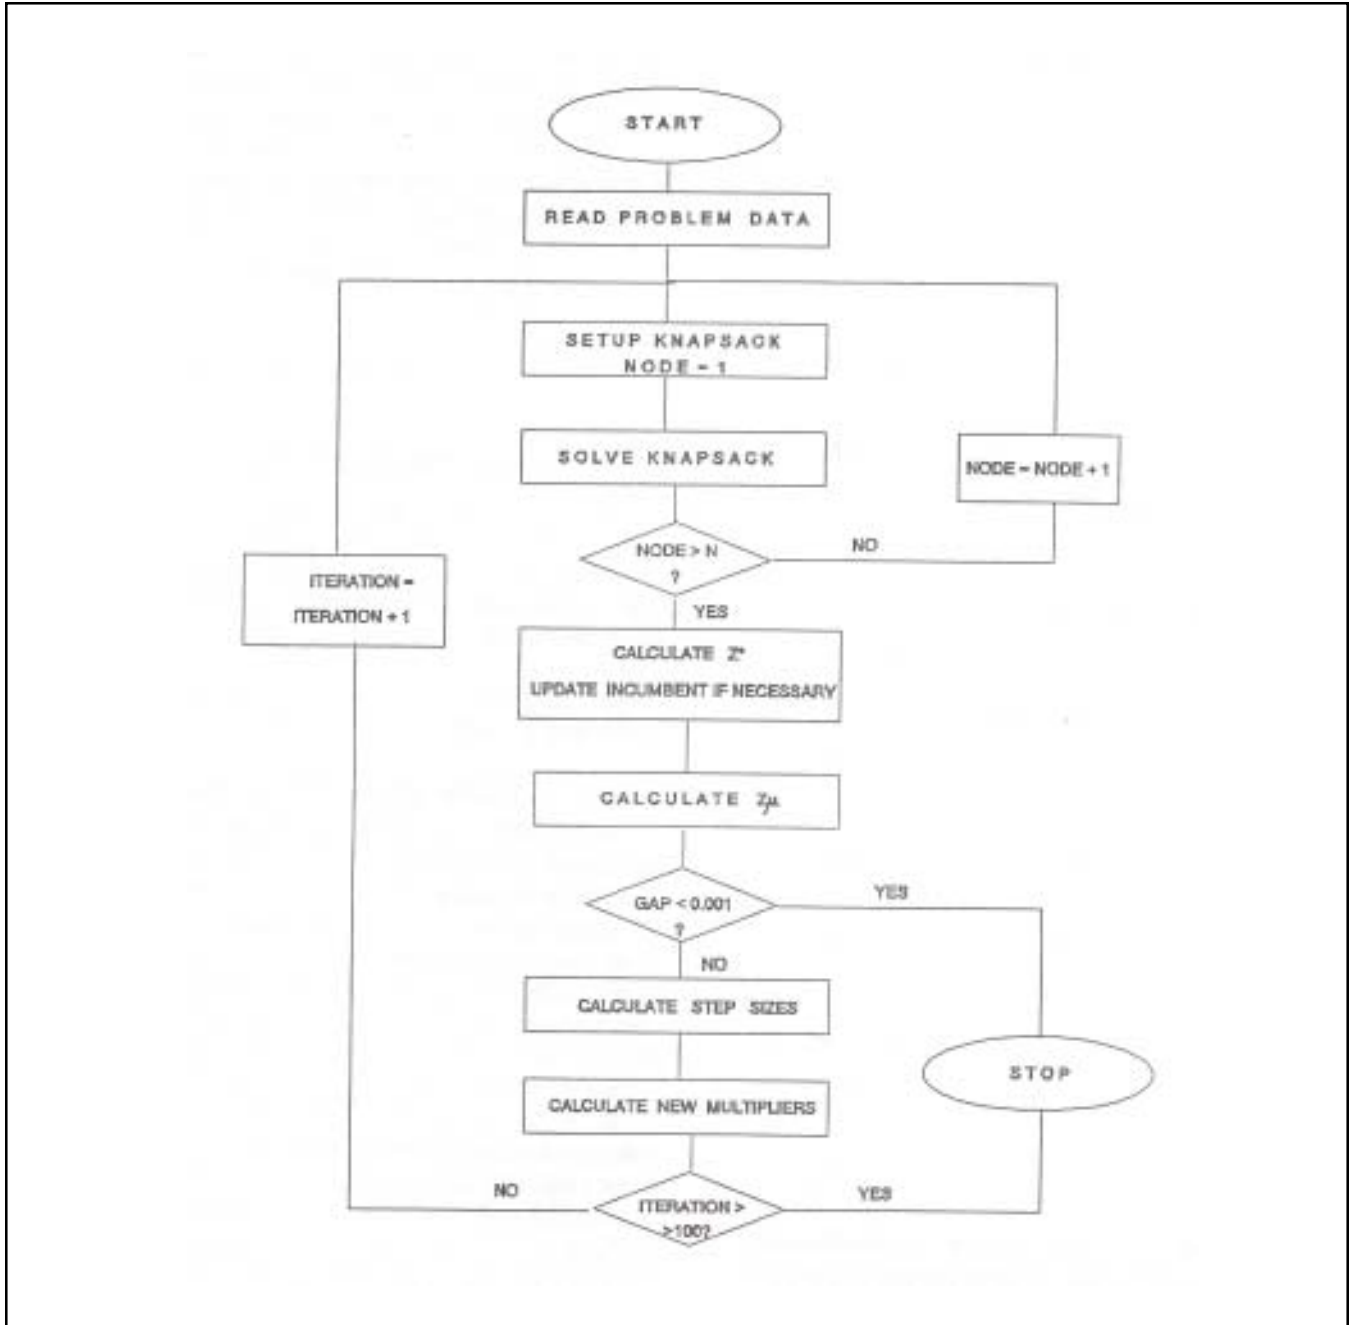 START
READ PROBLEM DATA
SETUP KNAPSACK
NODE = 1
SOLVE KNAPSACK
NODE = NODE + 1
NODE > N
?
NO
YES
ITERATION =
ITERATION + 1
CALCULATE Z*
UPDATE INCUMBENT IF NECESSARY
CALCULATE Zμ
GAP < 0.001
?
YES
NO
CALCULATE STEP SIZES
STOP
CALCULATE NEW MULTIPLIERS
NO
ITERATION >
>100?
YES